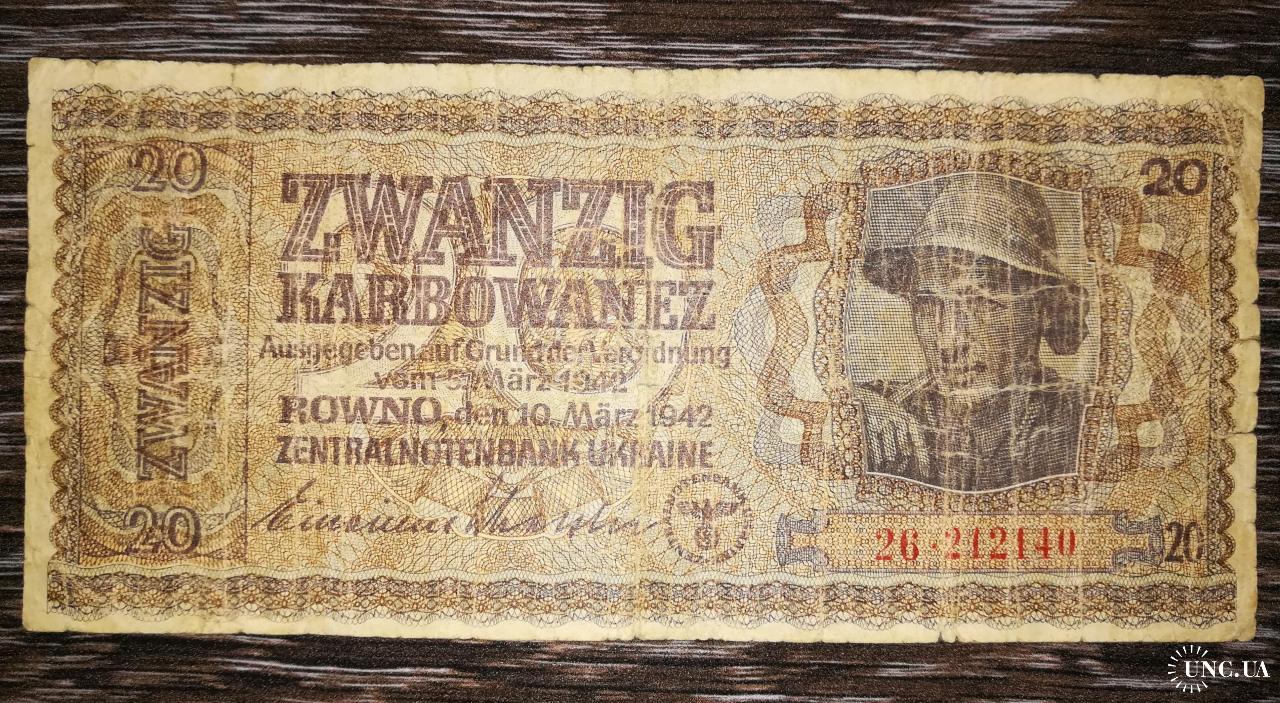 20
ZWANZIG
20
ZWANZIG
KARBOWANEZ
Ausgegeben auf Grund der Verordnung
vom 5. März 1942
ROWNO, den 10. März 1942
ZENTRALNOTENBANK UKRAINE
20
26·212140
20
UNC.UA